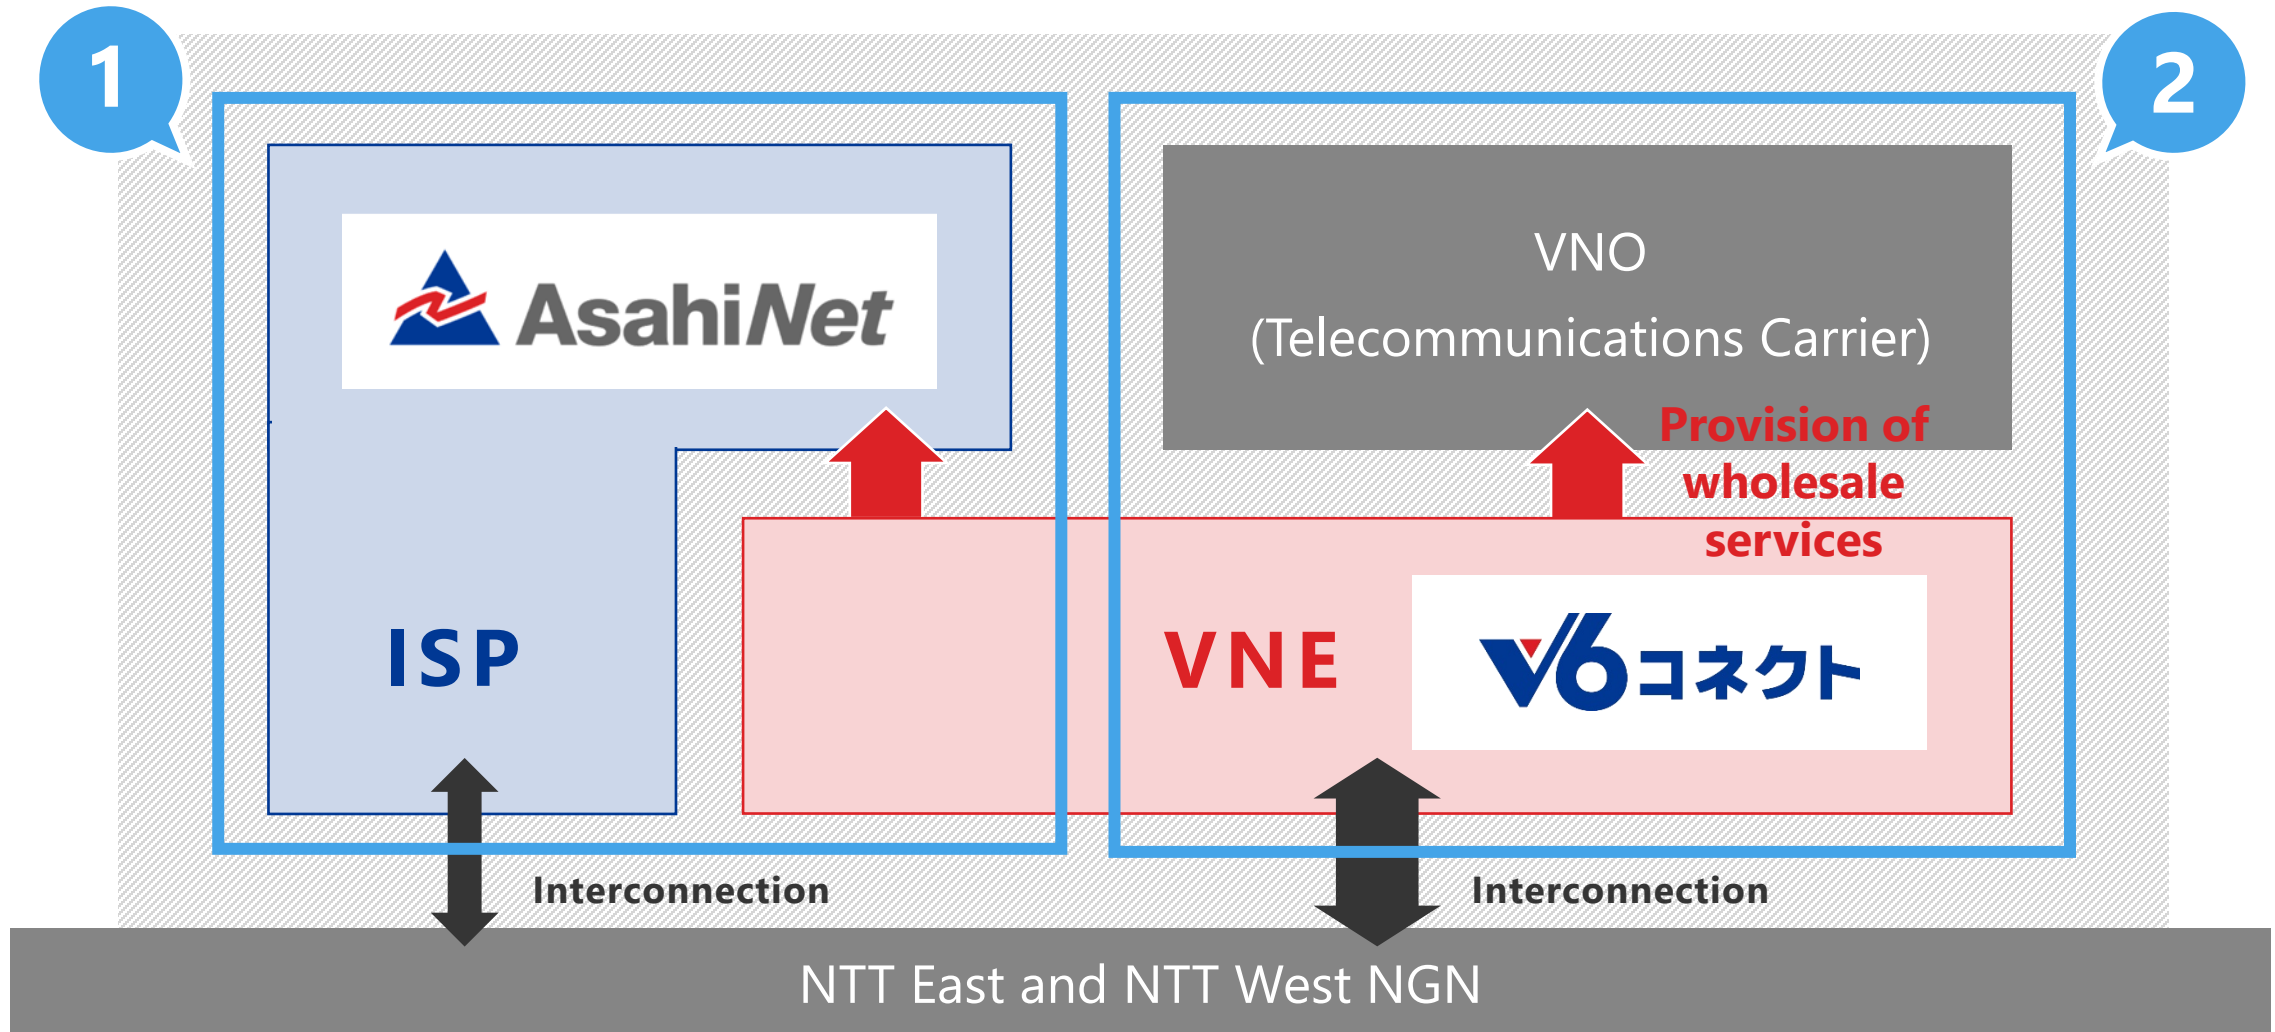 1
2
AsahiNet
VNO
(Telecommunications Carrier)
Provision of
wholesale
services
ISP
VNE
v6コネクト
Interconnection
Interconnection
NTT East and NTT West NGN